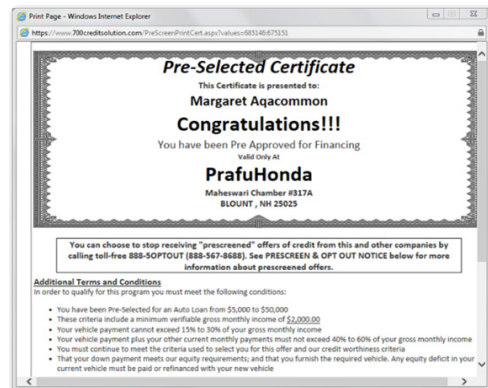 Print Page - Windows Internet Explorer
https://www.700creditsolution.com/PreScreenPrintCert.aspx?values=685146:675151
Pre-Selected Certificate
This Certificate is presented to:
Margaret Aqacommon
Congratulations!!!
You have been Pre Approved for Financing
Valid Only At
PrafuHonda
Maheswari Chamber #317A
BLOUNT , NH 25025
You can choose to stop receiving "prescreened" offers of credit from this and other companies by
calling toll-free 888-5OPTOUT (888-567-8688). See PRESCREEN & OPT OUT NOTICE below for more
information about prescreened offers.
Additional Terms and Conditions
In order to qualify for this program you must meet the following conditions:
• You have been Pre-Selected for an Auto Loan from $5,000 to $50,000
• These criteria include a minimum verifiable gross monthly income of $2,000.00
• Your vehicle payment cannot exceed 15% to 30% of your gross monthly income
• Your vehicle payment plus your other current monthly payments must not exceed 40% to 60% of your gross monthly income
• You must continue to meet the criteria used to select you for this offer and our credit worthiness criteria
• That your down payment meets our equity requirements; and that you furnish the required vehicle. Any equity deficit in your
current vehicle must be paid or refinanced with your new vehicle